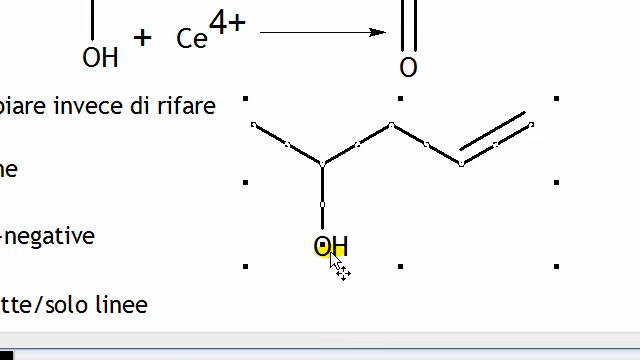 OH + Ce4+ O
piare invece di rifare
ne
-negative
OH
tte/solo linee